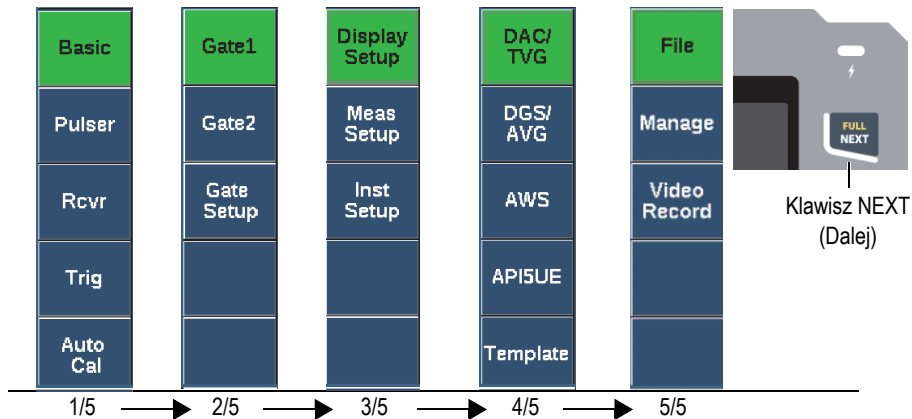 Basic
Pulser
Rcvr
Trig
Auto
Cal
Gate1
Gate2
Gate
Setup
Display
Setup
Meas
Setup
Inst
Setup
DAC/
TVG
DGS/
AVG
AWS
API5UE
Template
File
Manage
Video
Record
FULL
NEXT
Klawisz NEXT
(Dalej)
1/5
2/5
3/5
4/5
5/5